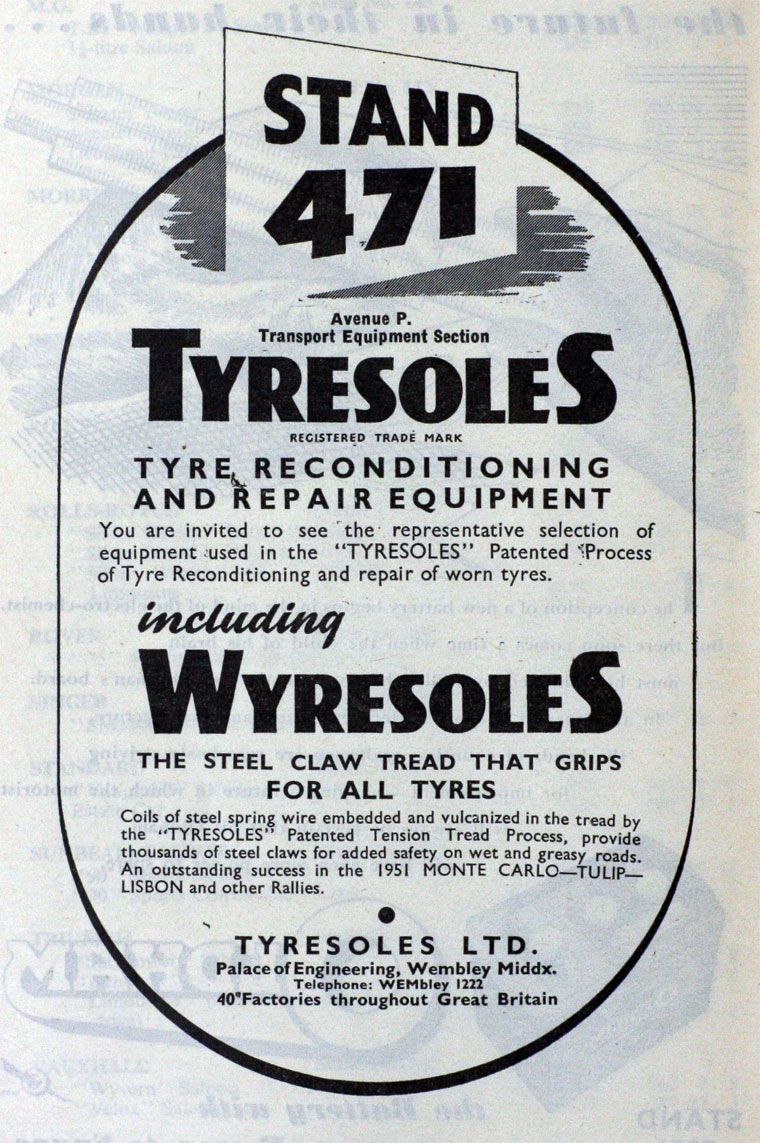 STAND
471
Avenue P.
Transport Equipment Section
TYRESOLES
REGISTERED TRADE MARK
TYRE RECONDITIONING
AND REPAIR EQUIPMENT
You are invited to see the representative selection of
equipment used in the "TYRESOLES" Patented Process
of Tyre Reconditioning and repair of worn tyres.
including
WYRESOLES
THE STEEL CLAW TREAD THAT GRIPS
FOR ALL TYRES
Coils of steel spring wire embedded and vulcanized in the tread by
the "TYRESOLES" Patented Tension Tread Process, provide
thousands of steel claws for added safety on wet and greasy roads.
An outstanding success in the 1951 MONTE CARLO—TULIP—
LISBON and other Rallies.
TYRESOLES LTD.
Palace of Engineering, Wembley Middx.
Telephone: WEMbley 1222
40 Factories throughout Great Britain